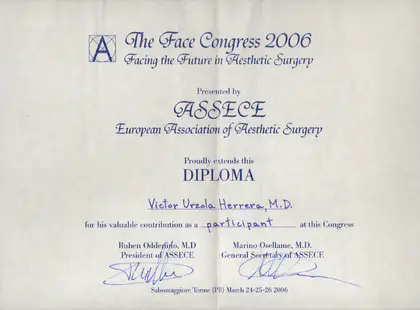 The Face Congress 2006
Facing the Future in Aesthetic Surgery
Presented by
ASSECE
European Association of Aesthetic Surgery
Proudly extends this
DIPLOMA
Victor Urzola Herrera, M.D.
for his valuable contribution as a participant at this Congress
Ruben Oddenino, M.D Marino Osellame, M.D.
President of ASSECE General Secretary of ASSECE
Salsomaggiore Terme (PR) March 24-25-26 2006